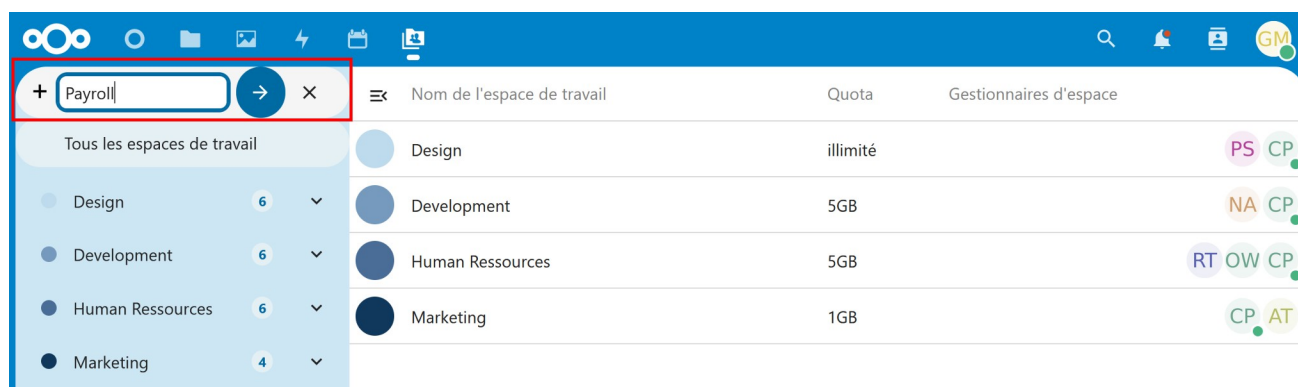 GM
+ Payroll
Tous les espaces de travail
Design 6
Development 6
Human Ressources 6
Marketing 4
Nom de l'espace de travail Quota Gestionnaires d'espace
Design illimité PS CP
Development 5GB NA CP
Human Ressources 5GB RT OW CP
Marketing 1GB CP AT